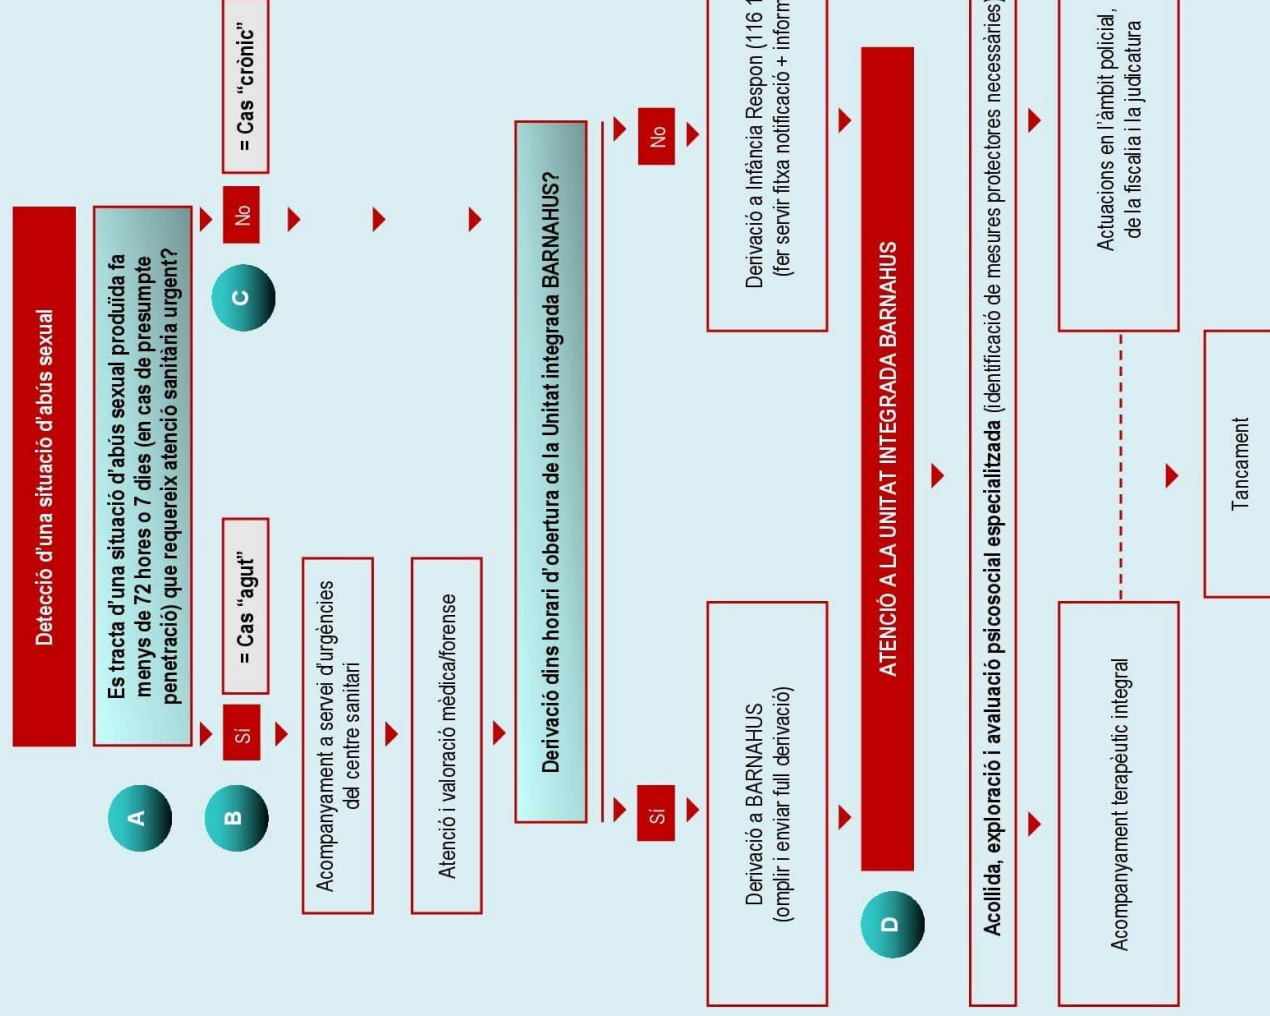 Detecció d'una situació d'abús sexual
A
Es tracta d'una situació d'abús sexual produïda fa
menys de 72 hores o 7 dies (en cas de presumpte
penetració) que requereix atenció sanitària urgent?
B
Sí
= Cas "agut"
C
No
= Cas "crònic"
Acompanyament a servei d'urgències
del centre sanitari
Atenció i valoració mèdica/forense
Derivació dins horari d'obertura de la Unitat integrada BARNAHUS?
Sí
No
Derivació a BARNAHUS
(omplir i enviar full derivació)
Derivació a Infància Respon (116 1
(fer servir fitxa notificació + inform
D
ATENCIÓ A LA UNITAT INTEGRADA BARNAHUS
Acollida, exploració i avaluació psicosocial especialitzada (identificació de mesures protectores necessàries)
Acompanyament terapèutic integral
Actuacions en l'àmbit policial,
de la fiscalia i la judicatura
Tancament